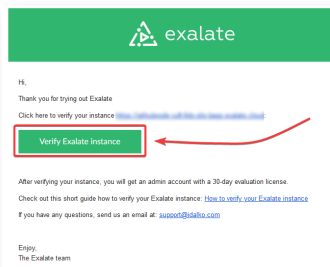 exalate
Hi,
Thank you for trying out Exalate
Click here to verify your instance
Verify Exalate instance
After verifying your instance, you will get an admin account with a 30-day evaluation license.
Check out this short guide how to verify your Exalate instance: How to verify your Exalate instance
If you have any questions, send us an email at: support@idalko.com
Enjoy,
The Exalate team